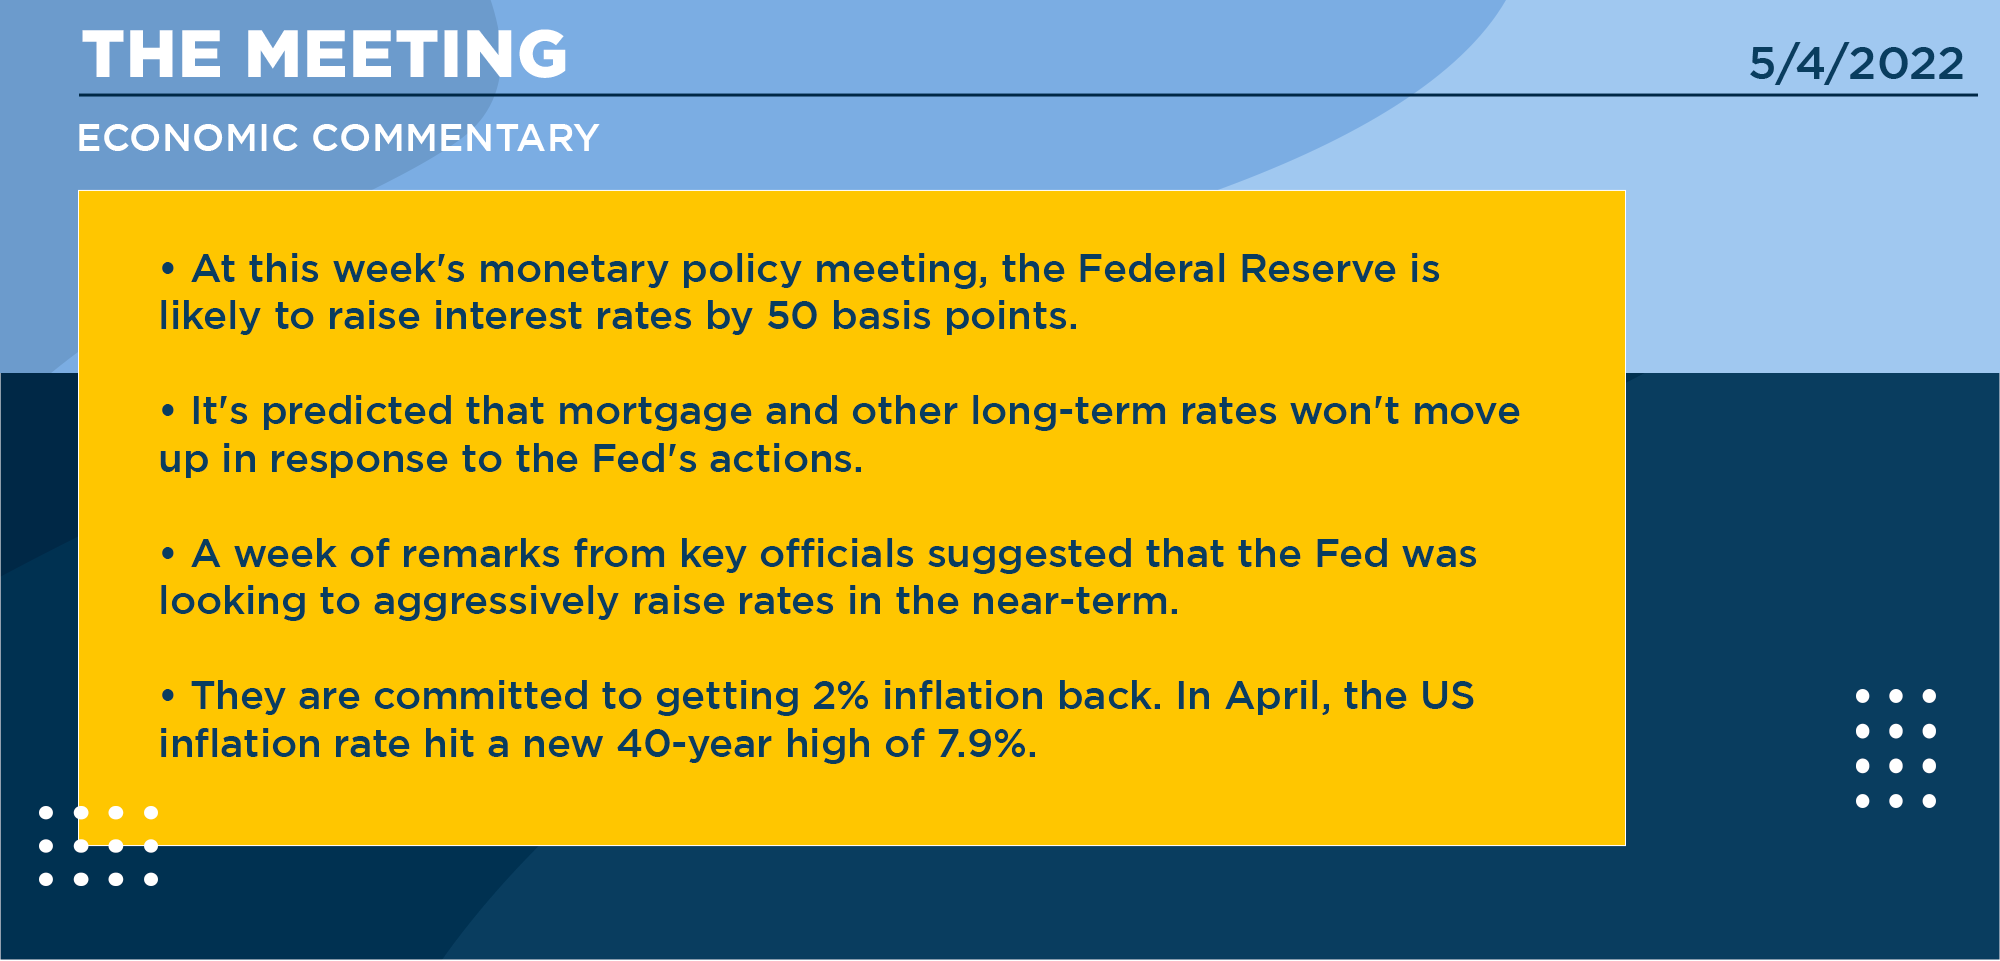 THE MEETING
5/4/2022
ECONOMIC COMMENTARY
• At this week's monetary policy meeting, the Federal Reserve is
likely to raise interest rates by 50 basis points.
• It's predicted that mortgage and other long-term rates won't move
up in response to the Fed's actions.
• A week of remarks from key officials suggested that the Fed was
looking to aggressively raise rates in the near-term.
• They are committed to getting 2% inflation back. In April, the US
inflation rate hit a new 40-year high of 7.9%.